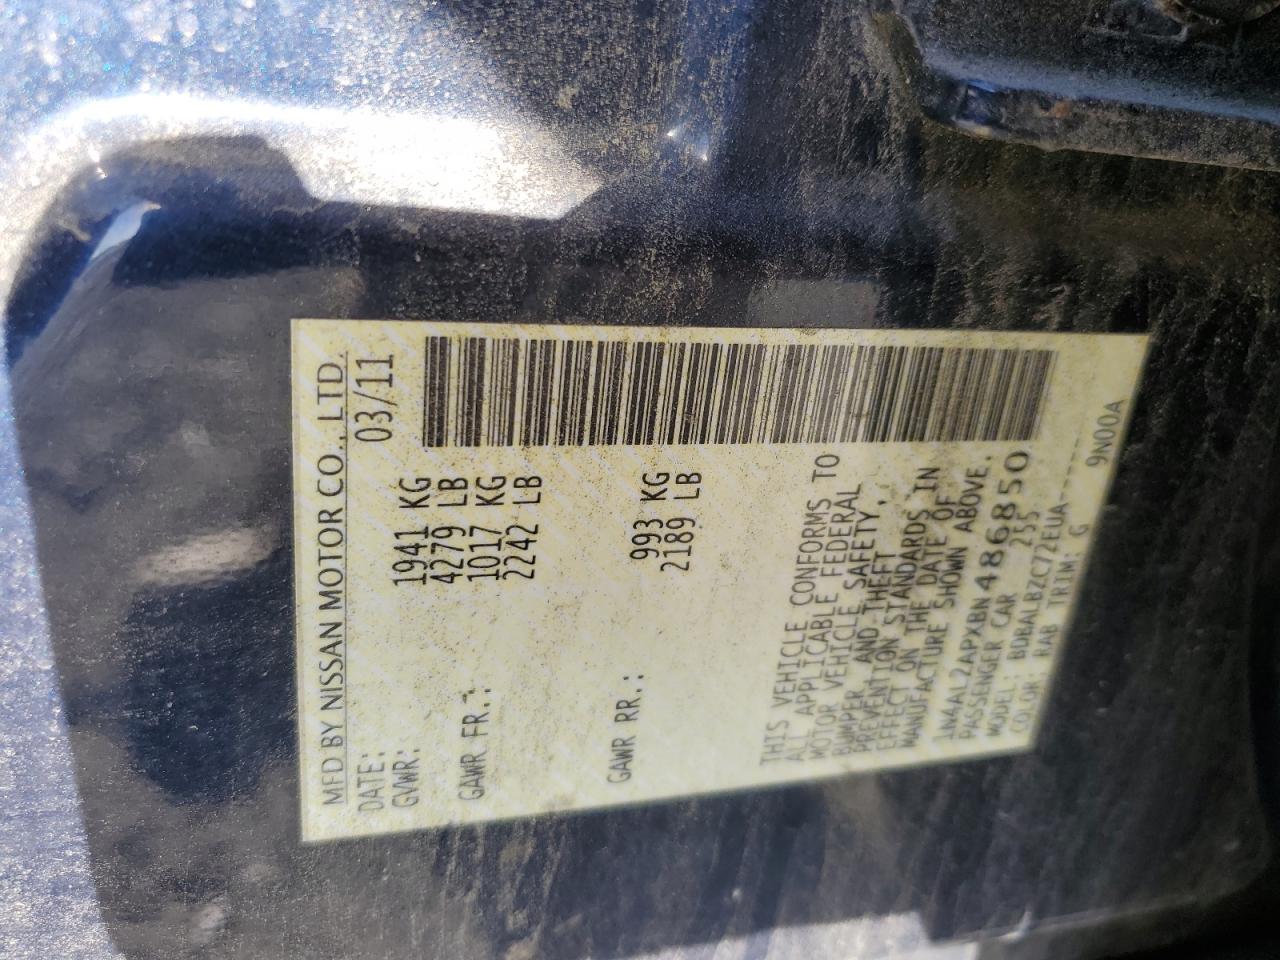 MFD BY NISSAN MOTOR CO., LTD.
DATE: 03/11
GVWR: 1941 KG
4279 LB
GAWR FR.: 1017 KG
2242 LB
GAWR RR.: 993 KG
2189 LB
THIS VEHICLE CONFORMS TO
ALL APPLICABLE FEDERAL
MOTOR VEHICLE SAFETY,
BUMPER AND THEFT
PREVENTION STANDARDS IN
EFFECT ON THE DATE OF
MANUFACTURE SHOWN ABOVE.
1N4AL2APXBN486850
PASSENGER CAR 255
MODEL: BDBALBZC72EUA-----
COLOR: RAB TRIM: G 9N00A